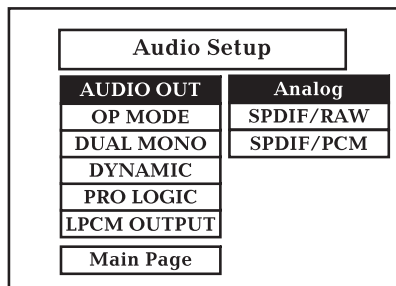 Audio Setup
AUDIO OUT
OP MODE
DUAL MONO
DYNAMIC
PRO LOGIC
LPCM OUTPUT
Main Page
Analog
SPDIF/RAW
SPDIF/PCM